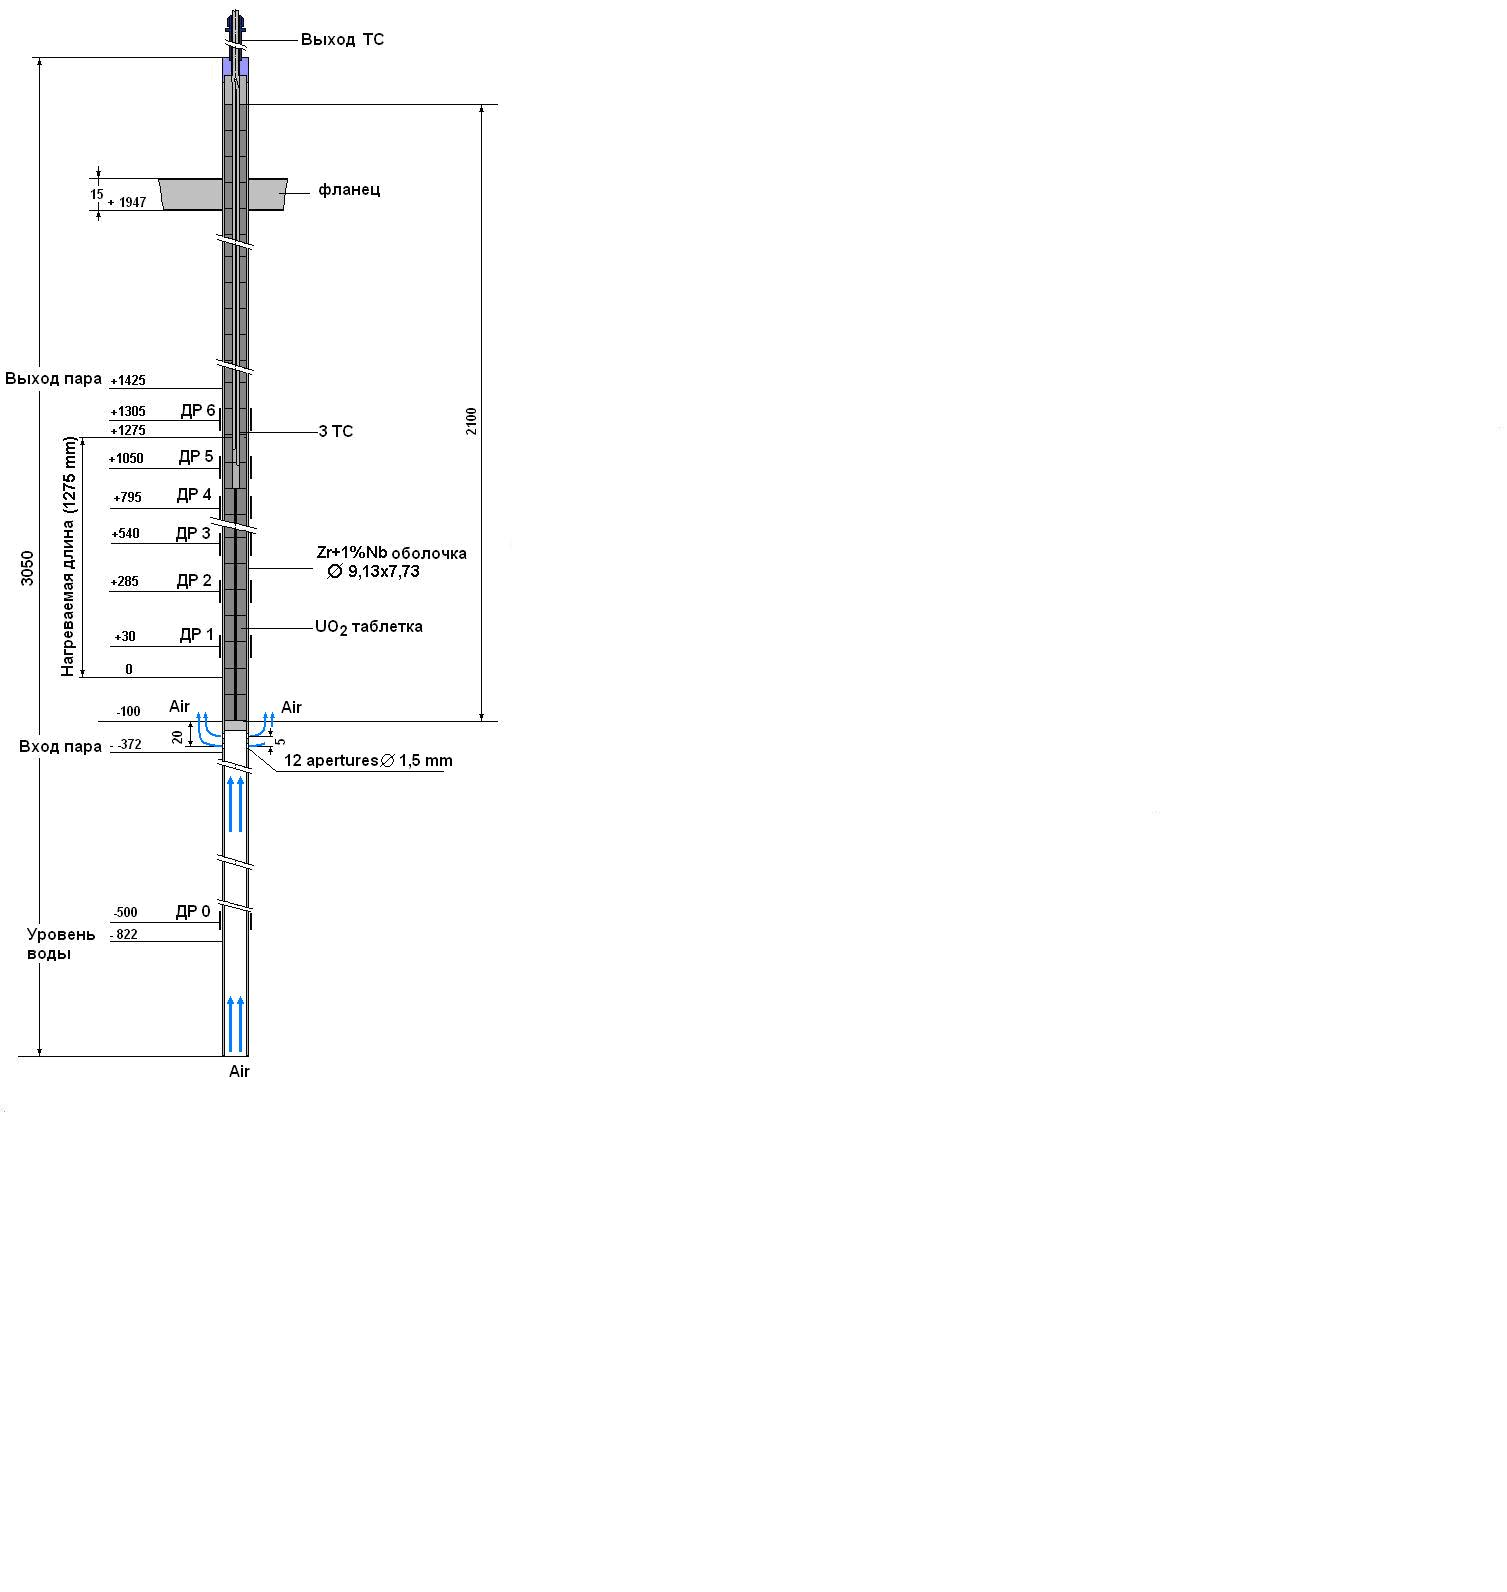 Выход ТС
15
+ 1947
фланец
Выход пара
+1425
+1305
ДР 6
+1275
3 ТС
2100
+1050
ДР 5
+795
ДР 4
+540
ДР 3
Нагреваемая длина (1275 mm)
3050
Zr+1%Nb оболочка
∅ 9,13x7,73
+285
ДР 2
UO2 таблетка
+30
ДР 1
0
Air
Air
-100
20
5
Вход пара
- -372
12 apertures∅ 1,5 mm
-500
ДР 0
Уровень
воды
- 822
Air